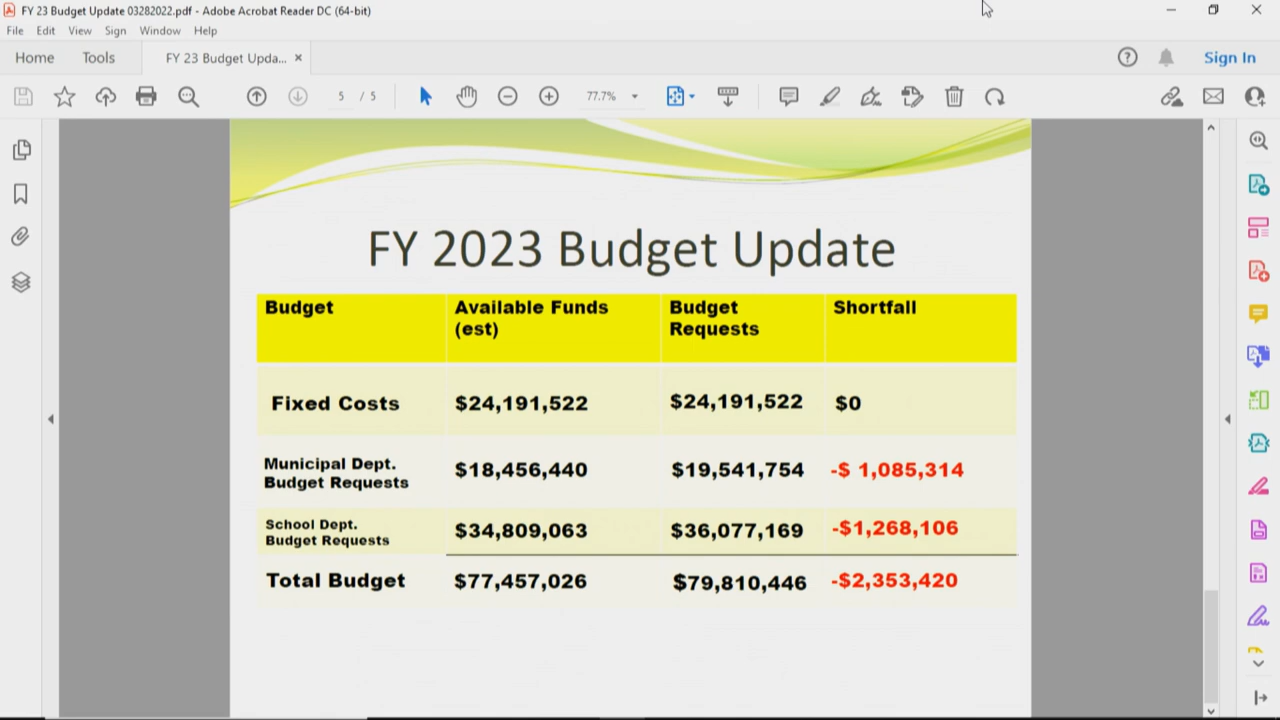 FY 23 Budget Update 03282022.pdf - Adobe Acrobat Reader DC (64-bit)
File Edit View Sign Window Help
Home Tools FY 23 Budget Upda... ×
Sign In
5 / 5 77.7%
FY 2023 Budget Update
Budget Available Funds (est) Budget Requests Shortfall
Fixed Costs $24,191,522 $24,191,522 $0
Municipal Dept. Budget Requests $18,456,440 $19,541,754 -$ 1,085,314
School Dept. Budget Requests $34,809,063 $36,077,169 -$1,268,106
Total Budget $77,457,026 $79,810,446 -$2,353,420